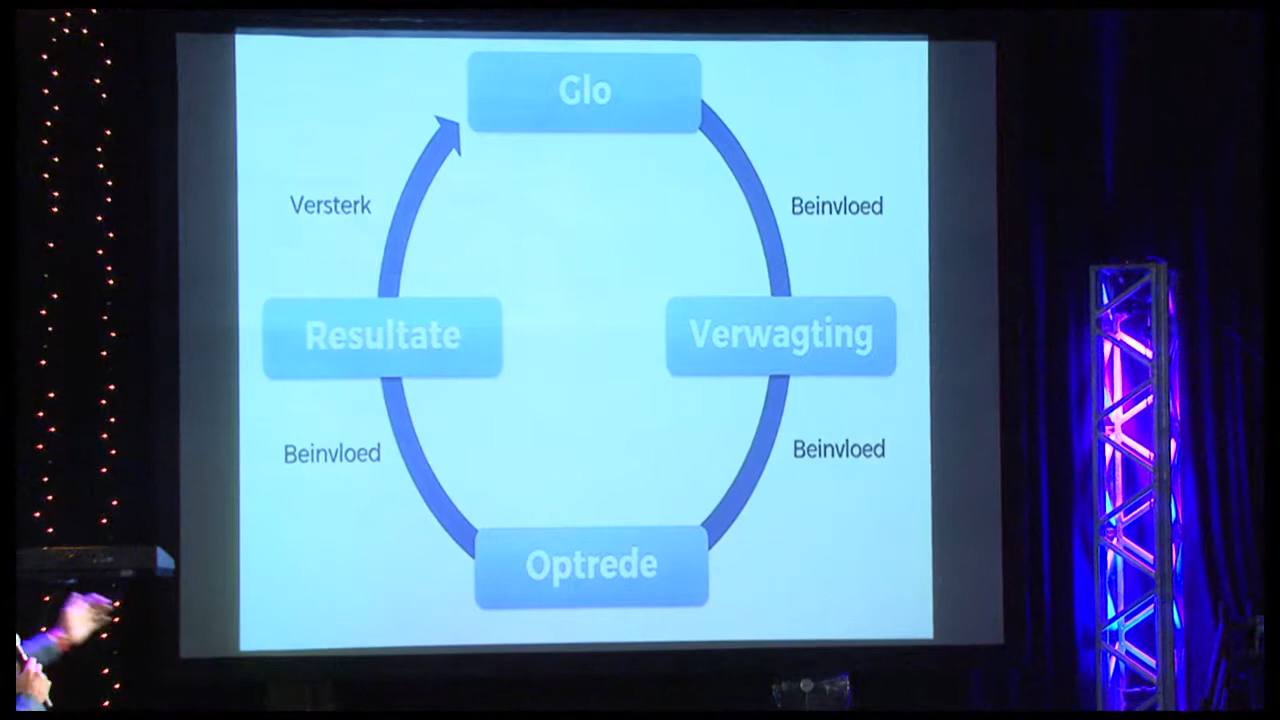 Glo
Versterk
Beinvloed
Resultate
Verwagting
Beinvloed
Beinvloed
Optrede